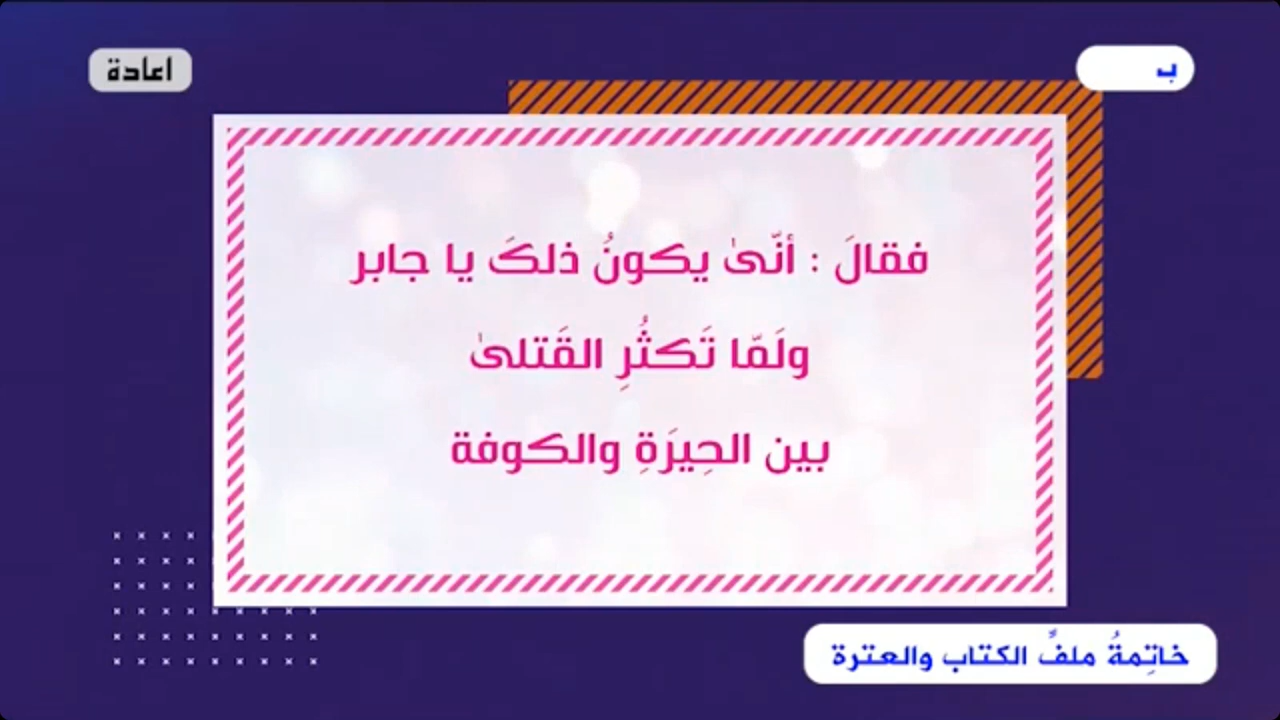 ب
اعادة
فقالَ : أنّىٰ يكونُ ذلكَ يا جابر
ولَمّا تَكثُرِ القَتلىٰ
بين الحِيرَةِ والكوفة
خاتِمةُ ملفِّ الكتاب والعترة